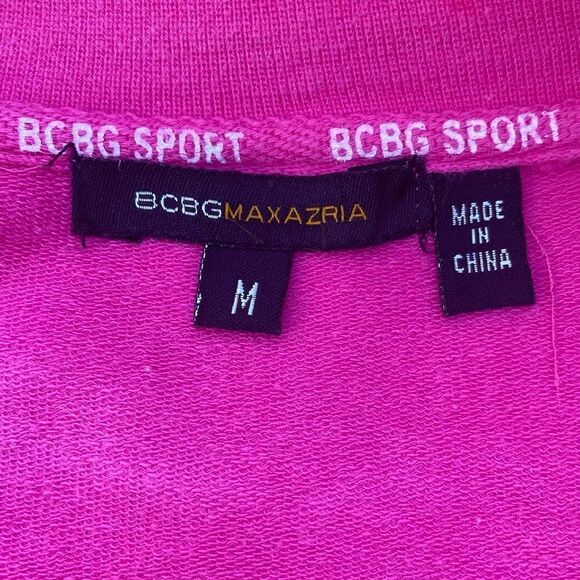 BCBG SPORT BCBG SPORT
BCBGMAXAZRIA
M
MADE
IN
CHINA